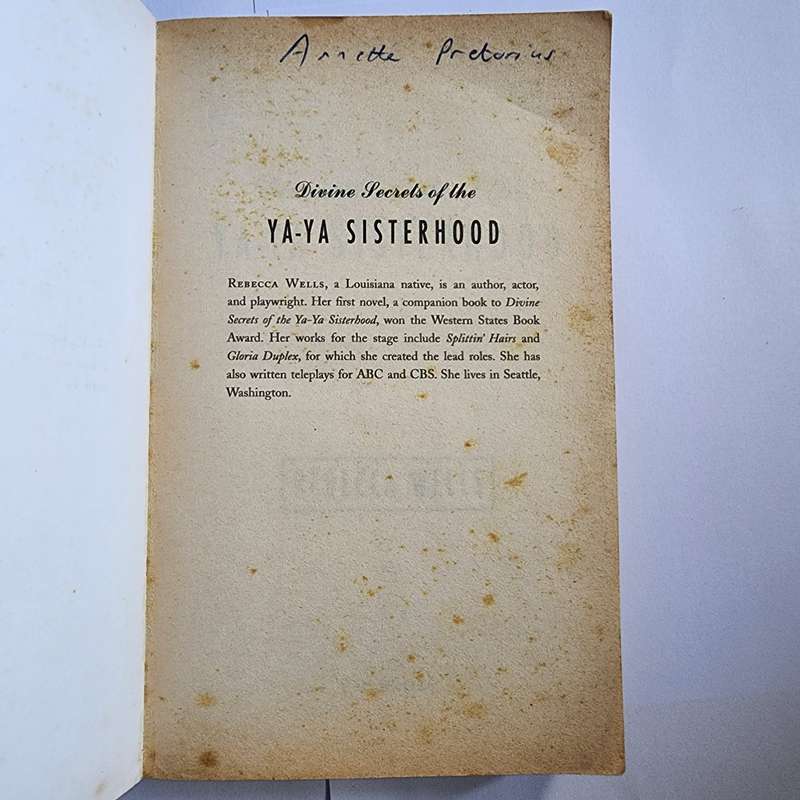 Annette Pretorius
Divine Secrets of the
YA-YA SISTERHOOD
REBECCA WELLS, a Louisiana native, is an author, actor,
and playwright. Her first novel, a companion book to Divine
Secrets of the Ya-Ya Sisterhood, won the Western States Book
Award. Her works for the stage include Splittin' Hairs and
Gloria Duplex, for which she created the lead roles. She has
also written teleplays for ABC and CBS. She lives in Seattle,
Washington.